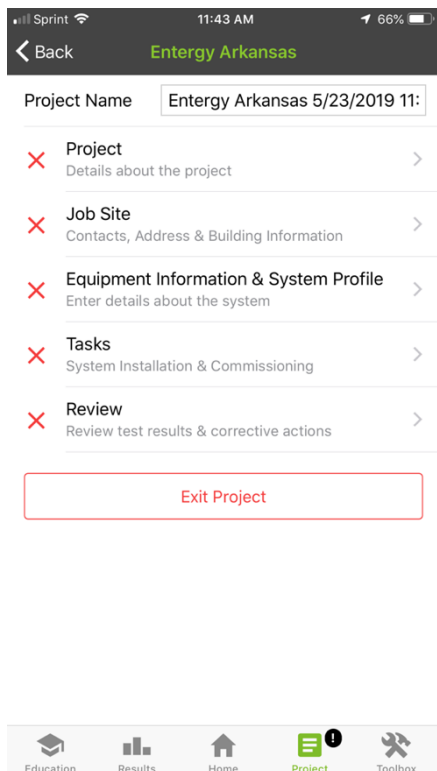 Sprint 11:43 AM 66%
Back Entergy Arkansas
Project Name Entergy Arkansas 5/23/2019 11:
Project
Details about the project
Job Site
Contacts, Address & Building Information
Equipment Information & System Profile
Enter details about the system
Tasks
System Installation & Commissioning
Review
Review test results & corrective actions
Exit Project
!
Education Results Home Project Toolbox